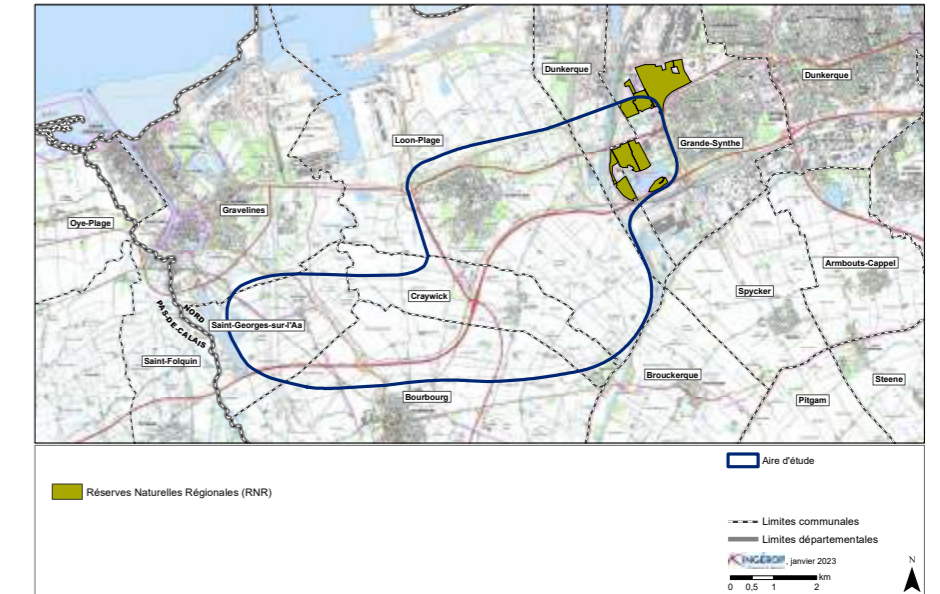 Dunkerque
Dunkerque
Loon-Plage
Grande-Synthe
Gravelines
Oye-Plage
Armbouts-Cappel
Craywick
Spycker
NORD
PAS-DE-CALAIS
Saint-Georges-sur-l'Aa
Saint-Folquin
Brouckerque
Steene
Bourbourg
Pitgam
Aire d'étude
Réserves Naturelles Régionales (RNR)
Limites communales
Limites départementales
INGÉROP, janvier 2023
N
km
0 0,5 1 2